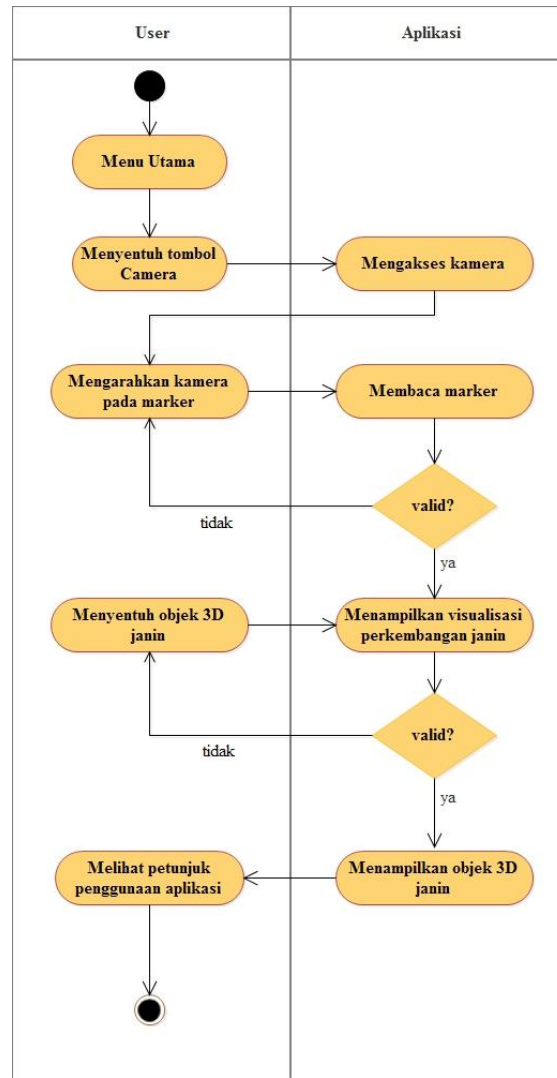 User
Aplikasi
Menu Utama
Menyentuh tombol
Camera
Mengakses kamera
Mengarahkan kamera
pada marker
Membaca marker
valid?
tidak
ya
Menyentuh objek 3D
janin
Menampilkan visualisasi
perkembangan janin
valid?
tidak
ya
Melihat petunjuk
penggunaan aplikasi
Menampilkan objek 3D
janin